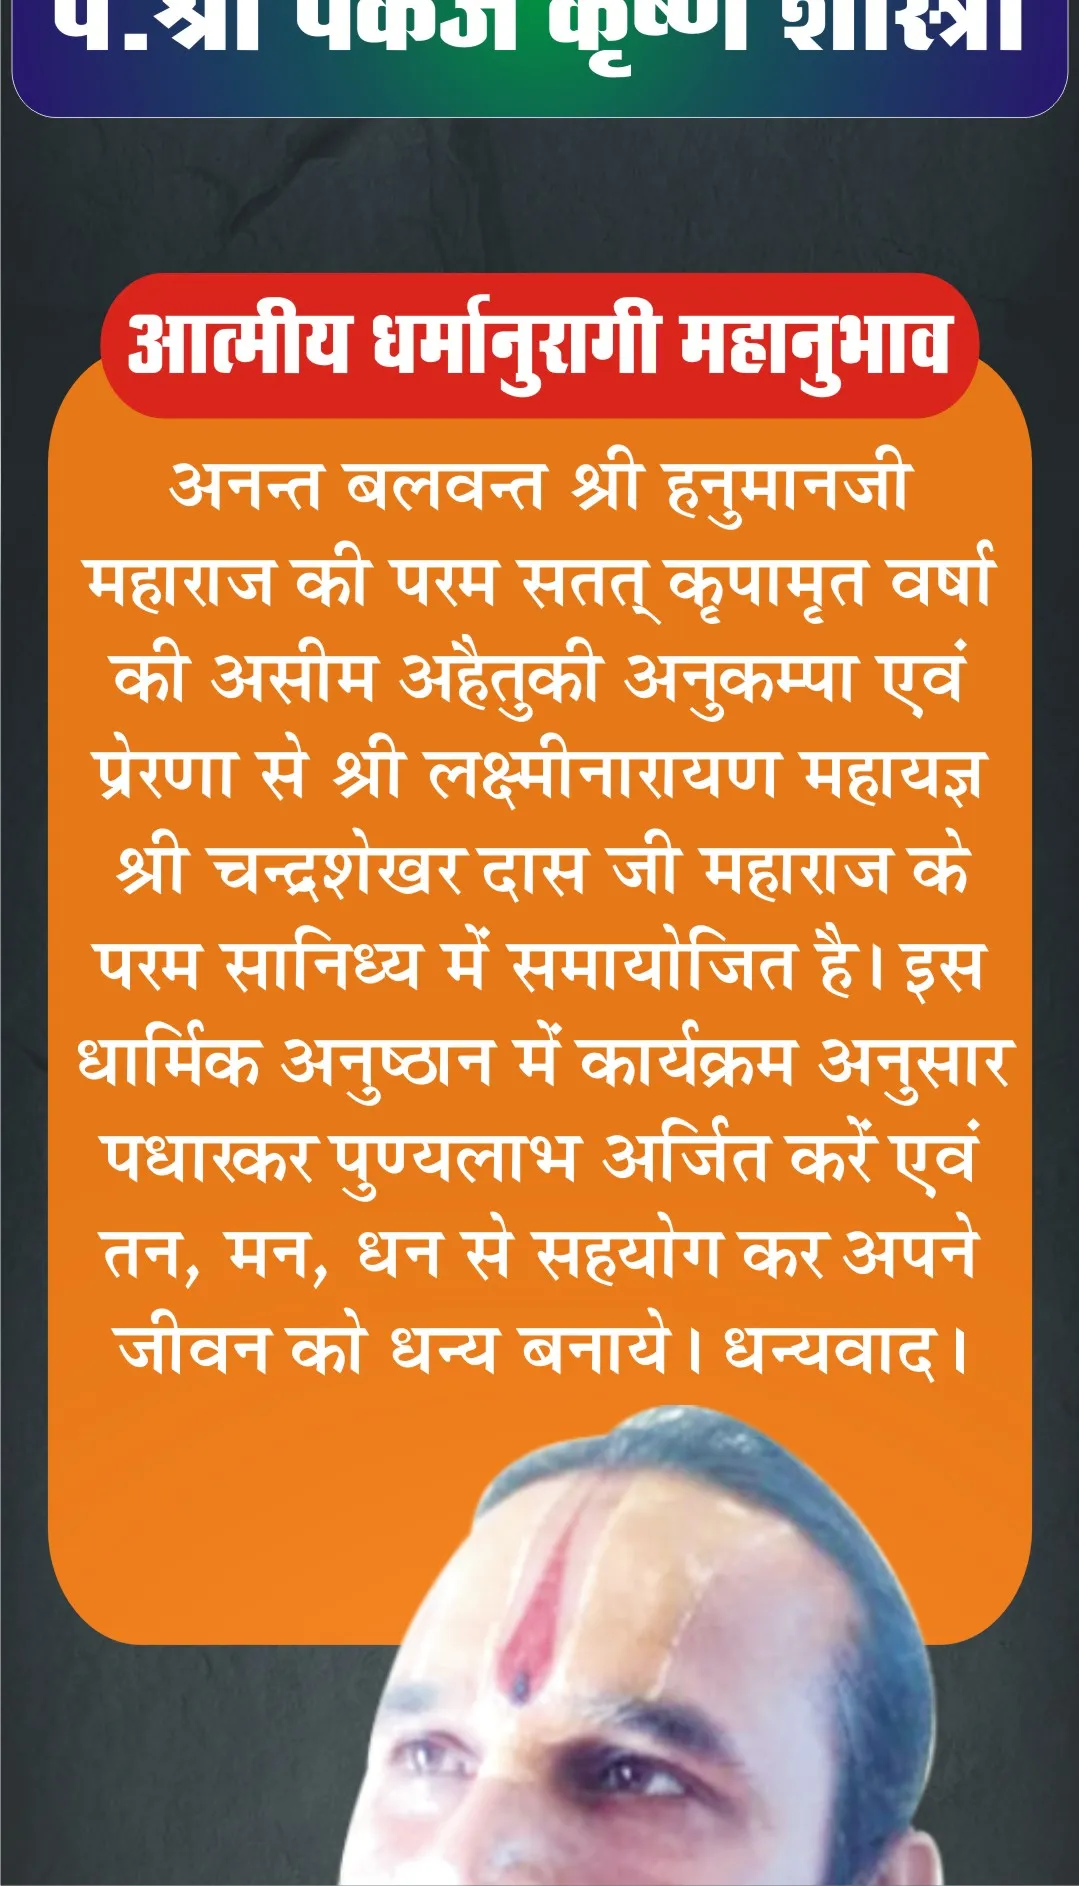 पं.श्री पंकज कृष्ण शास्त्री
आत्मीय धर्मानुरागी महानुभाव
अनन्त बलवन्त श्री हनुमानजी
महाराज की परम सतत् कृपामृत वर्षा
की असीम अहैतुकी अनुकम्पा एवं
प्रेरणा से श्री लक्ष्मीनारायण महायज्ञ
श्री चन्द्रशेखर दास जी महाराज के
परम सानिध्य में समायोजित है। इस
धार्मिक अनुष्ठान में कार्यक्रम अनुसार
पधारकर पुण्यलाभ अर्जित करें एवं
तन, मन, धन से सहयोग कर अपने
जीवन को धन्य बनाये। धन्यवाद।